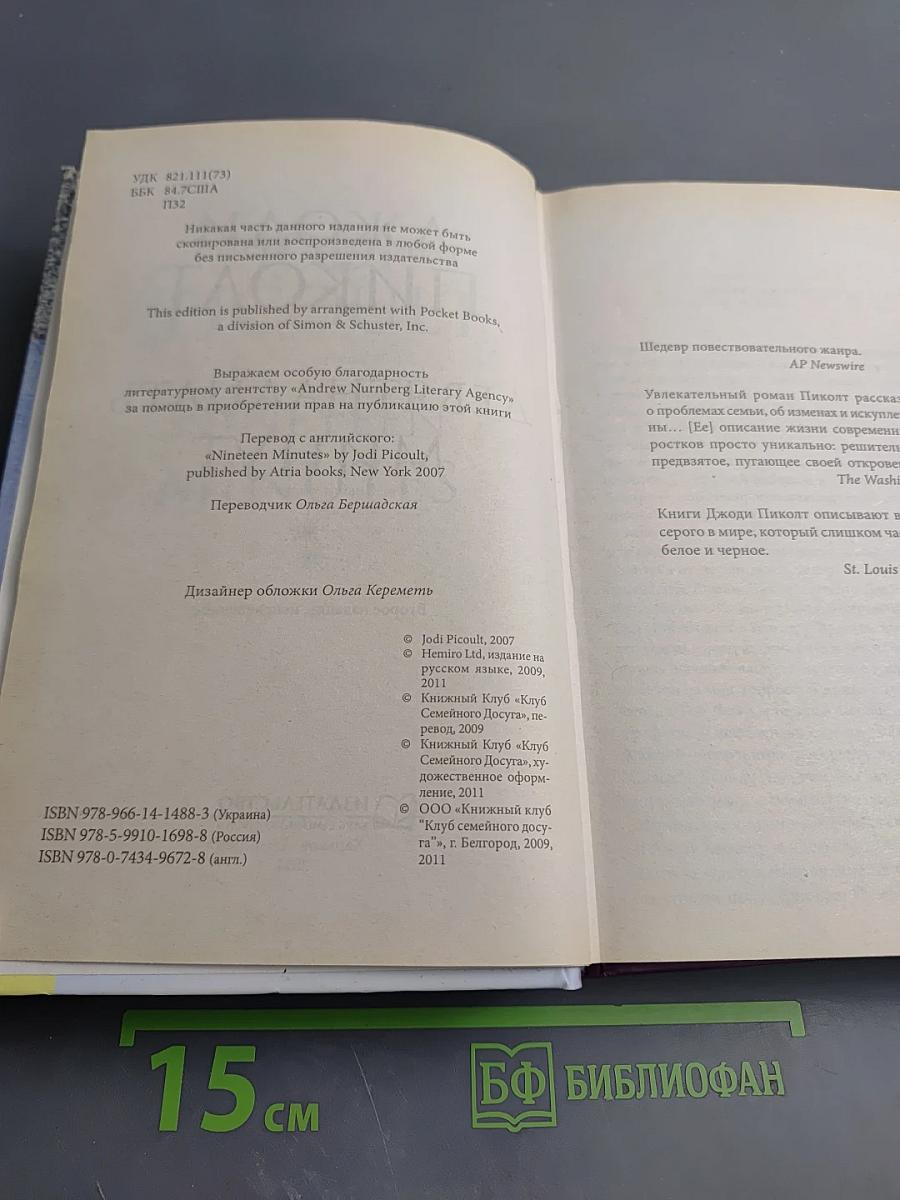 УДК 821.111(73)
ББК 84.7США
П32
Никакая часть данного издания не может быть
скопирована или воспроизведена в любой форме
без письменного разрешения издательства
This edition is published by arrangement with Pocket Books,
a division of Simon & Schuster, Inc.
Выражаем особую благодарность
литературному агентству «Andrew Nurnberg Literary Agency»
за помощь в приобретении прав на публикацию этой книги
Перевод с английского:
«Nineteen Minutes» by Jodi Picoult,
published by Atria books, New York 2007
Переводчик Ольга Бершадская
Дизайнер обложки Ольга Кереметь
© Jodi Picoult, 2007
© Hemiro Ltd, издание на
русском языке, 2009,
2011
© Книжный Клуб «Клуб
Семейного Досуга», пе-
ревод, 2009
© Книжный Клуб «Клуб
Семейного Досуга», ху-
дожественное оформ-
ление, 2011
© ООО «Книжный клуб
"Клуб семейного досу-
га"», г. Белгород, 2009,
2011
ISBN 978-966-14-1488-3 (Украина)
ISBN 978-5-9910-1698-8 (Россия)
ISBN 978-0-7434-9672-8 (англ.)
Шедевр повествовательного жанра.
AP Newswire
Увлекательный роман Пиколт расска
о проблемах семьи, об изменах и искупле
ны... [Ее] описание жизни современн
ростков просто уникально: решитель
предвзятое, пугающее своей открове
The Washi
Книги Джоди Пиколт описывают в
серого в мире, который слишком ча
белое и черное.
St. Louis
15 см
БФ БИБЛИОФАН